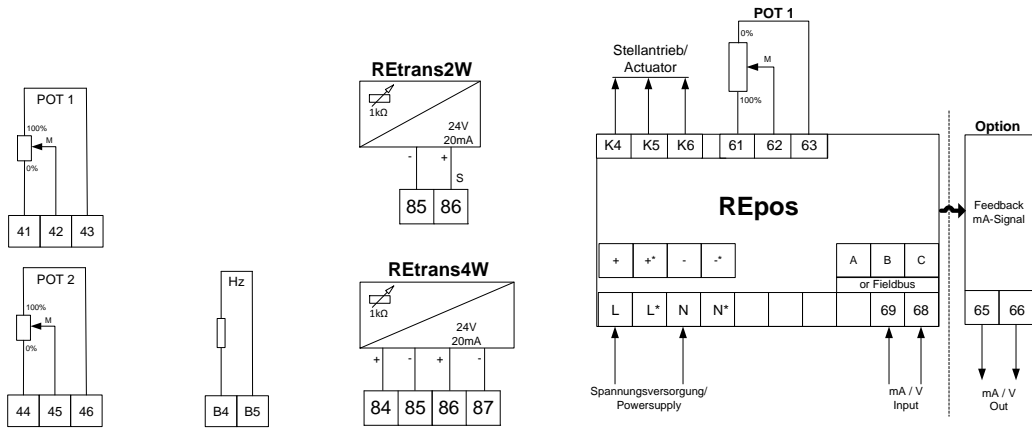 POT 1
100%
M
0%
41 42 43
POT 2
100%
M
0%
44 45 46
Hz
B4 B5
REtrans2W
1kΩ
24V
20mA
- +
S
85 86
REtrans4W
1kΩ
24V
20mA
+ - + -
84 85 86 87
POT 1
0%
Stellantrieb/
Actuator
M
100%
K4 K5 K6 61 62 63
REpos
+ +* - -* A B C
or Fieldbus
L L* N N* 69 68
Spannungsversorgung/
Powersupply
mA / V
Input
Option
Feedback
mA-Signal
65 66
mA / V
Out